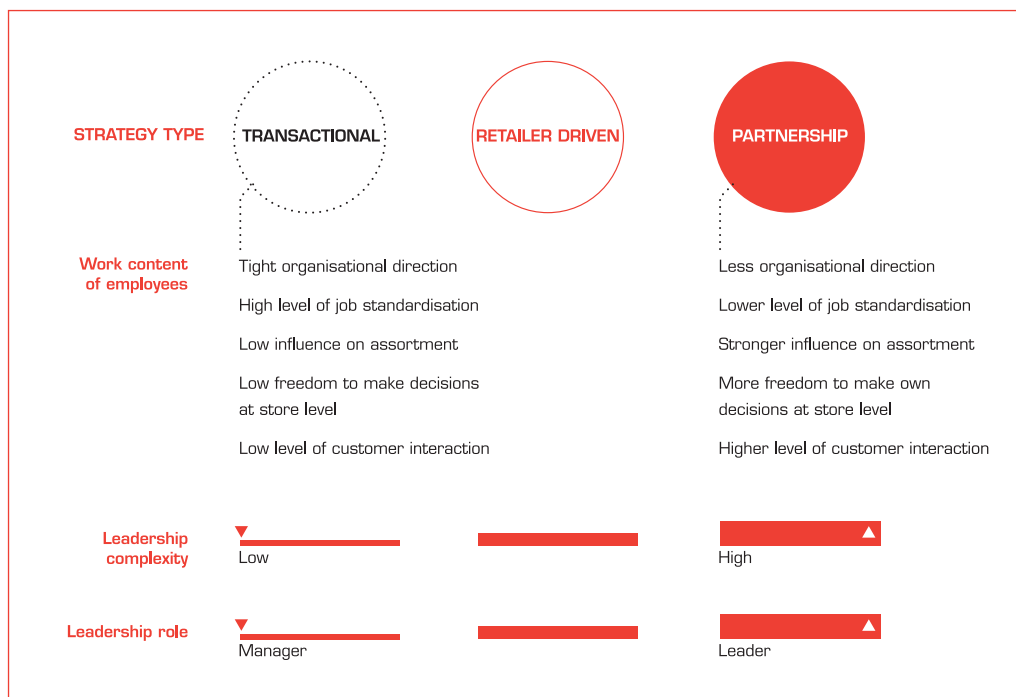 STRATEGY TYPE
TRANSACTIONAL
RETAILER DRIVEN
PARTNERSHIP
Work content
of employees
Tight organisational direction
High level of job standardisation
Low influence on assortment
Low freedom to make decisions
at store level
Low level of customer interaction
Less organisational direction
Lower level of job standardisation
Stronger influence on assortment
More freedom to make own
decisions at store level
Higher level of customer interaction
Leadership
complexity
Low
High
Leadership role
Manager
Leader